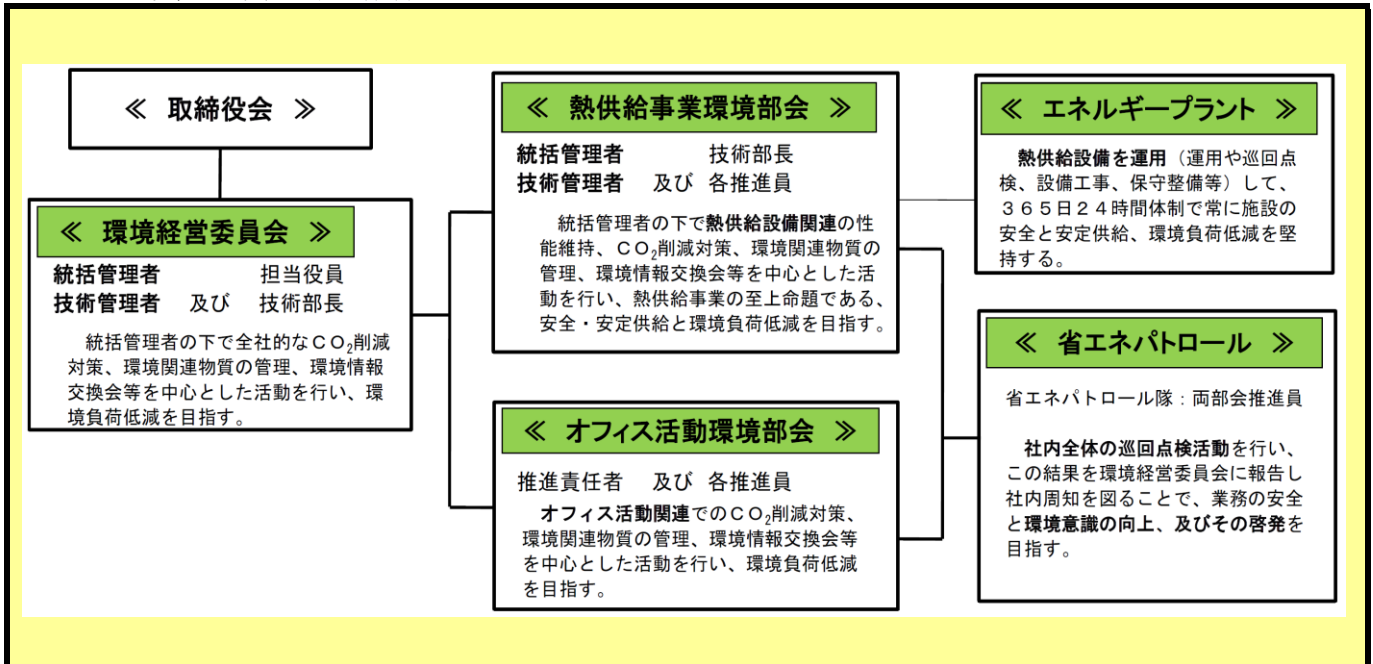 ≪ 取締役会 ≫
≪ 環境経営委員会 ≫
統括管理者 担当役員
技術管理者 及び 技術部長
統括管理者の下で全社的なＣＯ₂削減
対策、環境関連物質の管理、環境情報
交換会等を中心とした活動を行い、環
境負荷低減を目指す。
≪ 熱供給事業環境部会 ≫
統括管理者 技術部長
技術管理者 及び 各推進員
統括管理者の下で熱供給設備関連の性
能維持、ＣＯ₂削減対策、環境関連物質の
管理、環境情報交換会等を中心とした活
動を行い、熱供給事業の至上命題である、
安全・安定供給と環境負荷低減を目指す。
≪ オフィス活動環境部会 ≫
推進責任者 及び 各推進員
オフィス活動関連でのＣＯ₂削減対策、
環境関連物質の管理、環境情報交換会等
を中心とした活動を行い、環境負荷低減
を目指す。
≪ エネルギープラント ≫
熱供給設備を運用（運用や巡回点
検、設備工事、保守整備等）して、
３６５日２４時間体制で常に施設の
安全と安定供給、環境負荷低減を堅
持する。
≪ 省エネパトロール ≫
省エネパトロール隊：両部会推進員
社内全体の巡回点検活動を行い、
この結果を環境経営委員会に報告し
社内周知を図ることで、業務の安全
と環境意識の向上、及びその啓発を
目指す。